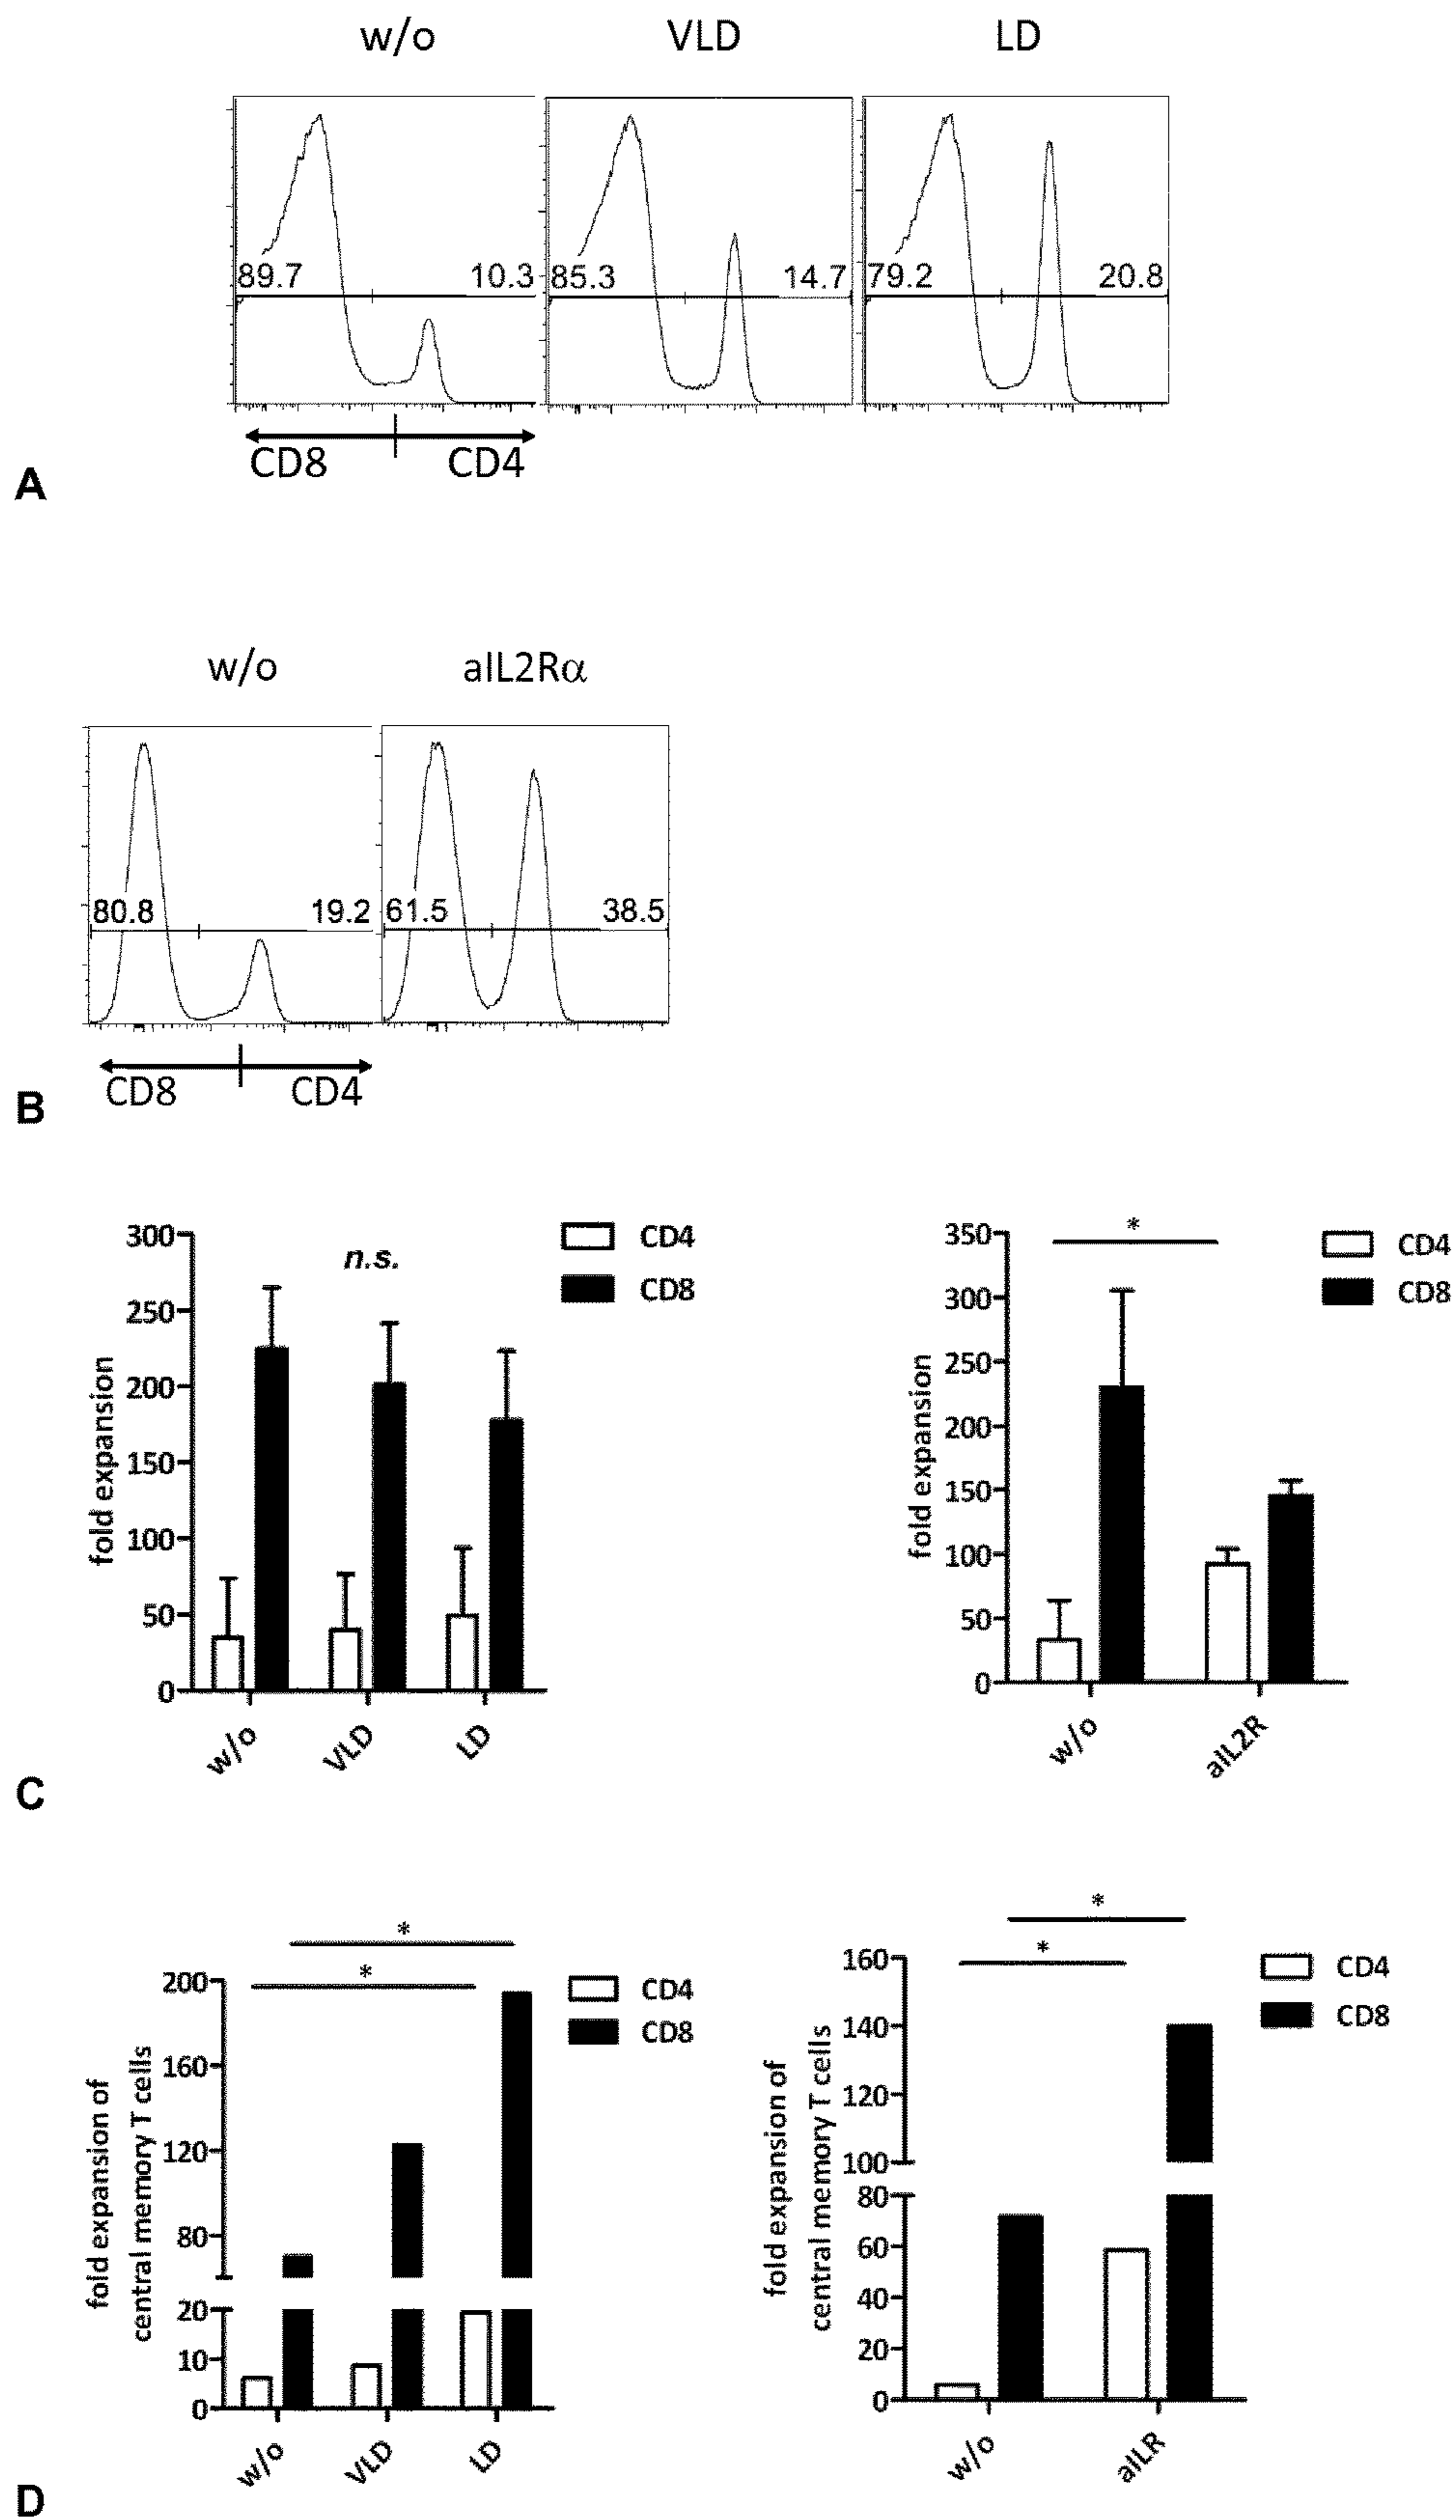 w/o VLD LD
89.7 10.3 85.3 14.7 79.2 20.8
CD8 CD4
A
w/o aIL2Rα
80.8 19.2 61.5 38.5
CD8 CD4
B
300
250
200
150
100
50
0
fold expansion
n.s.
CD4
CD8
w/o VLD LD
350
300
250
200
150
100
50
0
fold expansion
*
CD4
CD8
w/o aIL2R
C
200
160
120
80
20
10
0
fold expansion of
central memory T cells
*
*
CD4
CD8
w/o VLD LD
160
140
120
100
80
60
40
20
0
fold expansion of
central memory T cells
*
*
CD4
CD8
w/o aILR
D